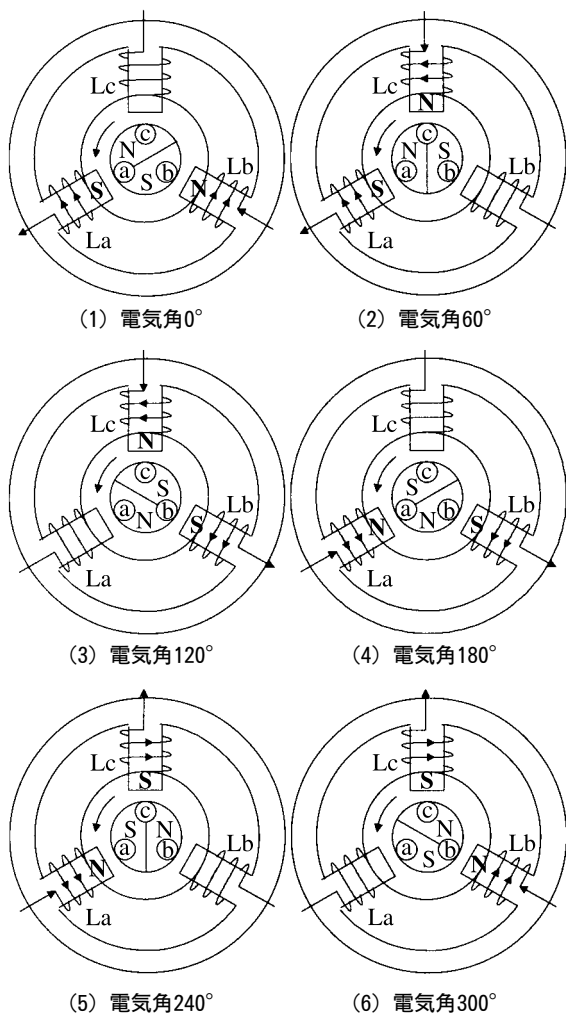 Lc
N
c
a
S
b
S
N
Lb
La
(1) 電気角0°
Lc
N
c
N
S
a
b
S
Lb
La
(2) 電気角60°
Lc
N
c
S
a
N
b
S
Lb
La
(3) 電気角120°
Lc
c
S
a
N
b
N
S
Lb
La
(4) 電気角180°
Lc
S
c
S
N
a
b
N
Lb
La
(5) 電気角240°
Lc
S
c
N
a
S
b
N
Lb
La
(6) 電気角300°